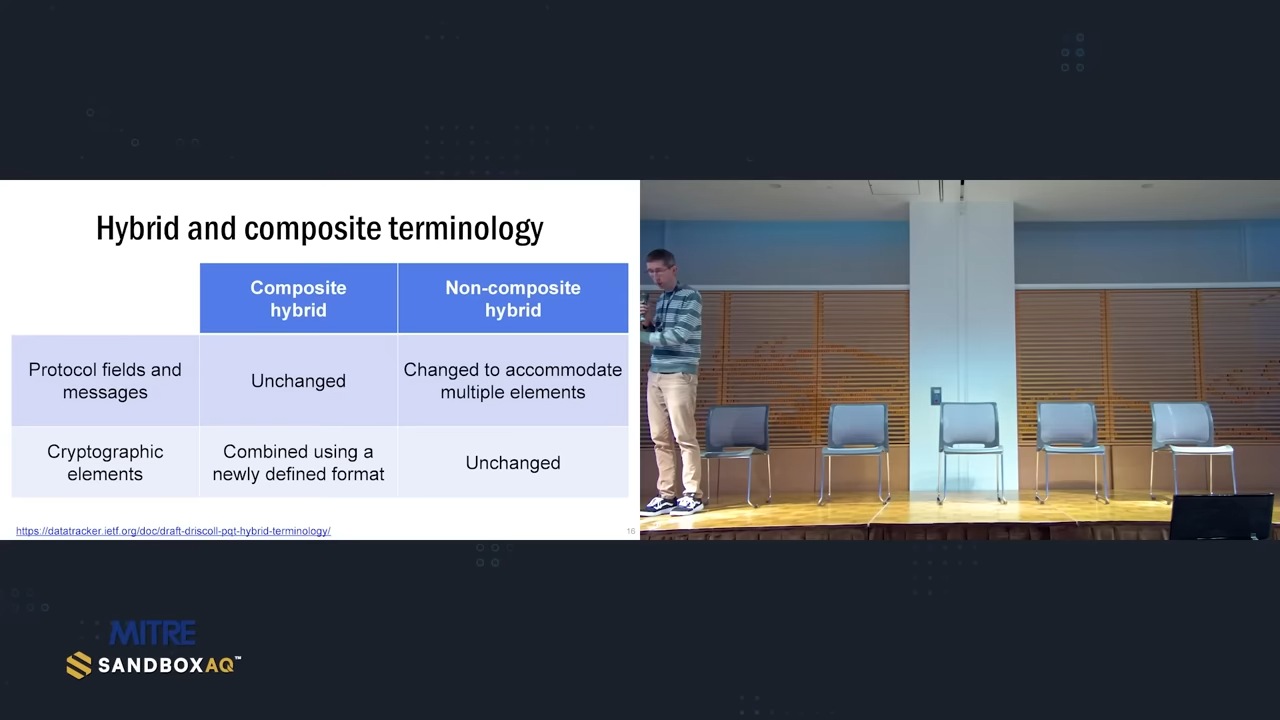 Hybrid and composite terminology
Composite
hybrid
Non-composite
hybrid
Protocol fields and
messages
Unchanged
Changed to accommodate
multiple elements
Cryptographic
elements
Combined using a
newly defined format
Unchanged
https://datatracker.ietf.org/doc/draft-driscoll-pqt-hybrid-terminology/
16
MITRE
SANDBOXAQ™